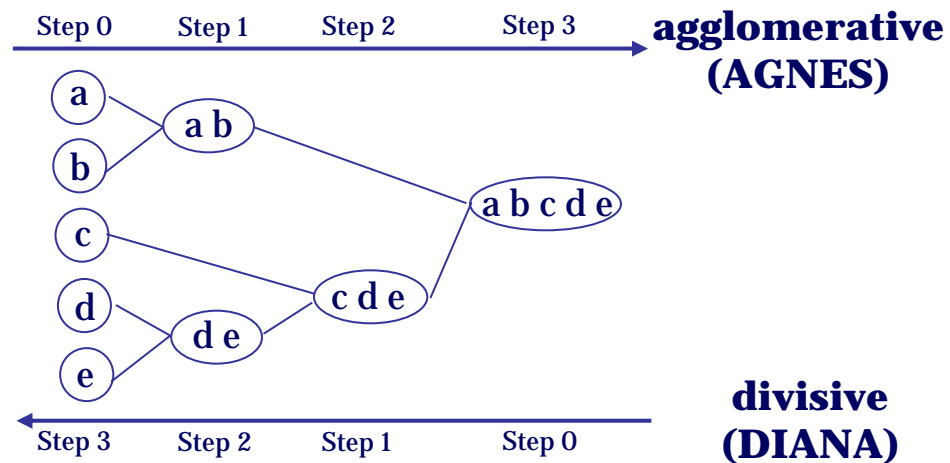 Step 0 Step 1 Step 2 Step 3
agglomerative
(AGNES)
a
a b
b
a b c d e
c
c d e
d
d e
e
divisive
(DIANA)
Step 3 Step 2 Step 1 Step 0